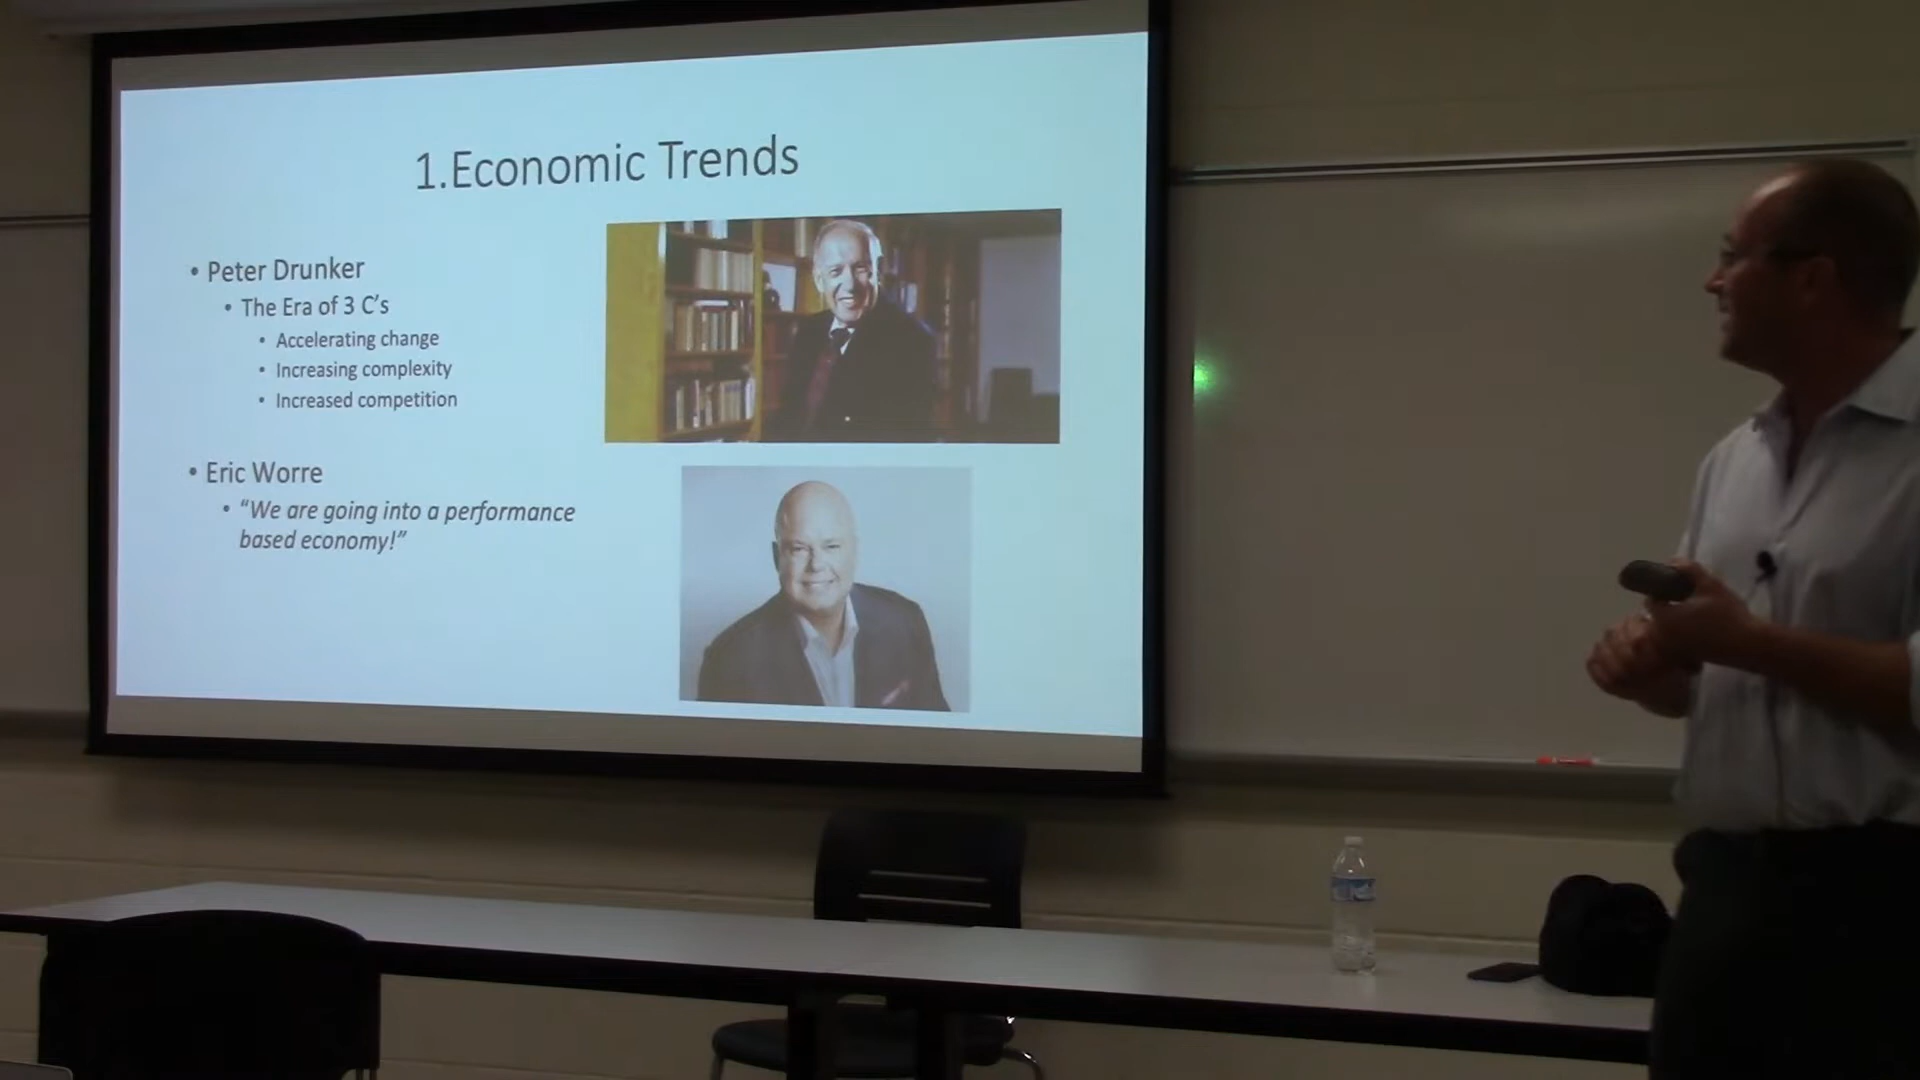 1.Economic Trends
• Peter Drunker
• The Era of 3 C's
• Accelerating change
• Increasing complexity
• Increased competition
• Eric Worre
• “We are going into a performance
based economy!”